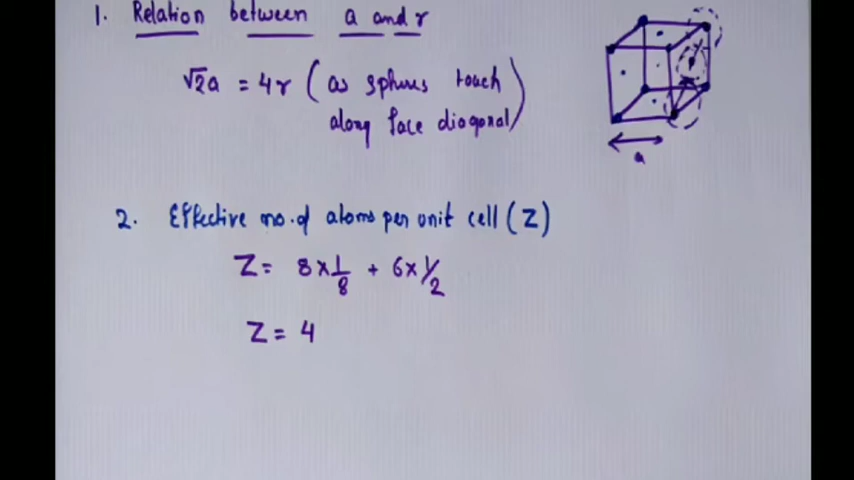 1. Relation between a and r
√2a = 4r (as spheres touch
along face diagonal)
a
2. Effective no. of atoms per unit cell (Z)
Z = 8 × 1/8 + 6 × 1/2
Z = 4